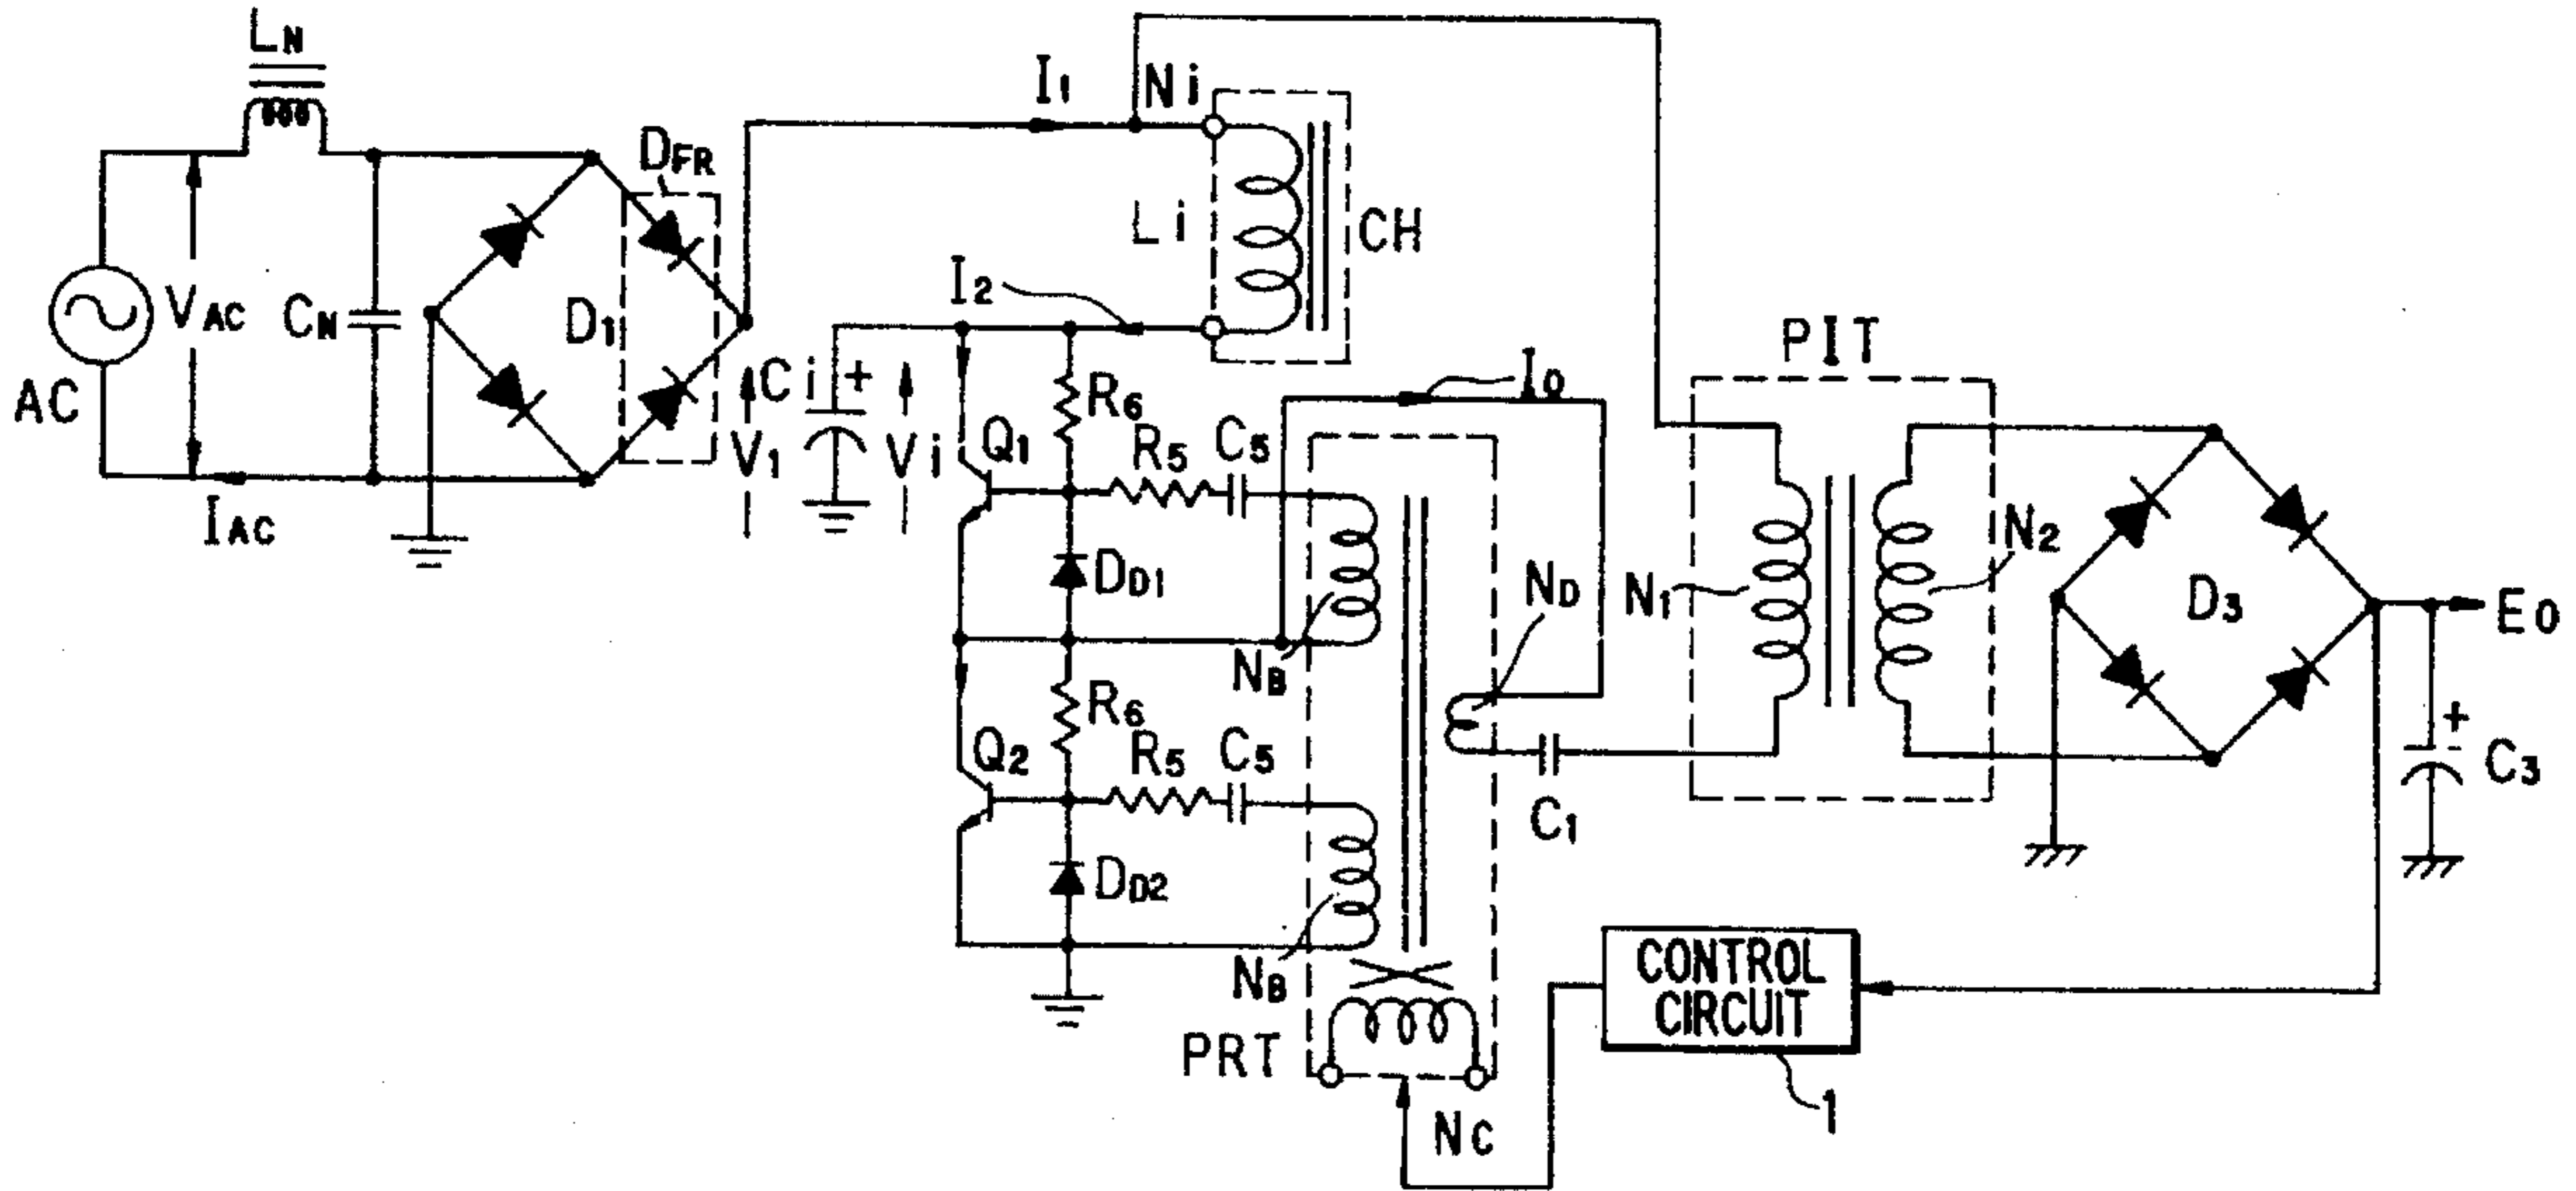 LN
I1
Ni
DFR
Li
CH
VAC
CN
D1
I2
PIT
AC
Ci
+
R6
I0
V1
Vi
Q1
R5
C5
IAC
DD1
ND
N1
N2
D3
E0
NB
R6
Q2
R5
C5
+
C3
C1
DD2
NB
CONTROL
CIRCUIT
PRT
NC
1